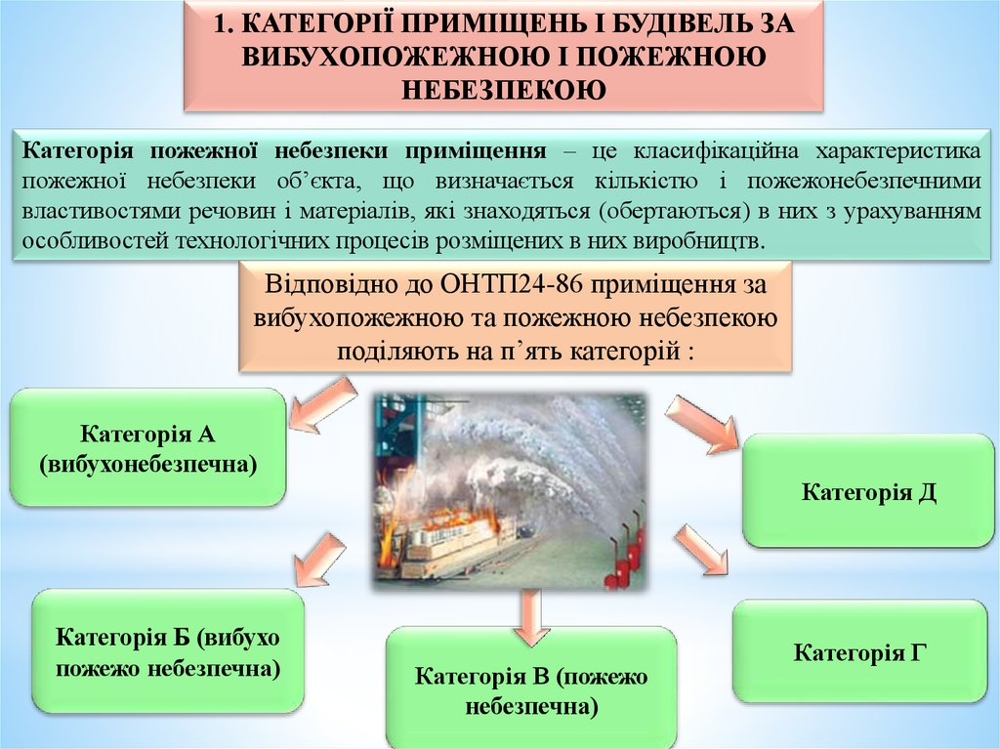 1. КАТЕГОРІЇ ПРИМІЩЕНЬ І БУДІВЕЛЬ ЗА
ВИБУХОПОЖЕЖНОЮ І ПОЖЕЖНОЮ
НЕБЕЗПЕКОЮ
Категорія пожежної небезпеки приміщення – це класифікаційна характеристика
пожежної небезпеки об’єкта, що визначається кількістю і пожежонебезпечними
властивостями речовин і матеріалів, які знаходяться (обертаються) в них з урахуванням
особливостей технологічних процесів розміщених в них виробництв.
Відповідно до ОНТП24-86 приміщення за
вибухопожежною та пожежною небезпекою
поділяють на п’ять категорій :
Категорія А
(вибухонебезпечна)
Категорія Д
Категорія Б (вибухо
пожежо небезпечна)
Категорія В (пожежо
небезпечна)
Категорія Г